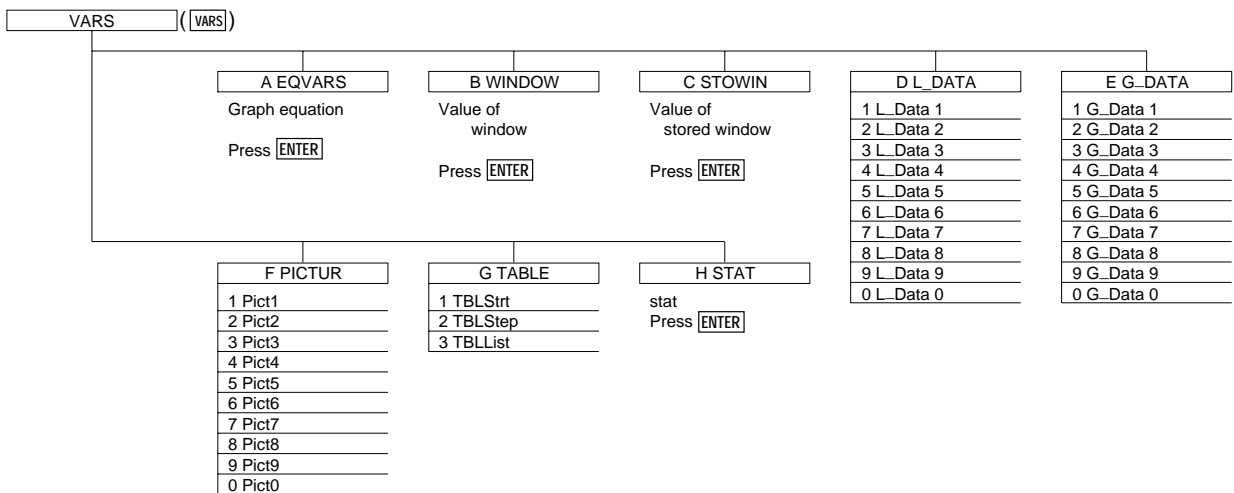 VARS ( VARS )
A EQVARS
Graph equation
Press ENTER
B WINDOW
Value of
window
Press ENTER
C STOWIN
Value of
stored window
Press ENTER
D L_DATA
1 L_Data 1
2 L_Data 2
3 L_Data 3
4 L_Data 4
5 L_Data 5
6 L_Data 6
7 L_Data 7
8 L_Data 8
9 L_Data 9
0 L_Data 0
E G_DATA
1 G_Data 1
2 G_Data 2
3 G_Data 3
4 G_Data 4
5 G_Data 5
6 G_Data 6
7 G_Data 7
8 G_Data 8
9 G_Data 9
0 G_Data 0
F PICTUR
1 Pict1
2 Pict2
3 Pict3
4 Pict4
5 Pict5
6 Pict6
7 Pict7
8 Pict8
9 Pict9
0 Pict0
G TABLE
1 TBLStrt
2 TBLStep
3 TBLList
H STAT
stat
Press ENTER